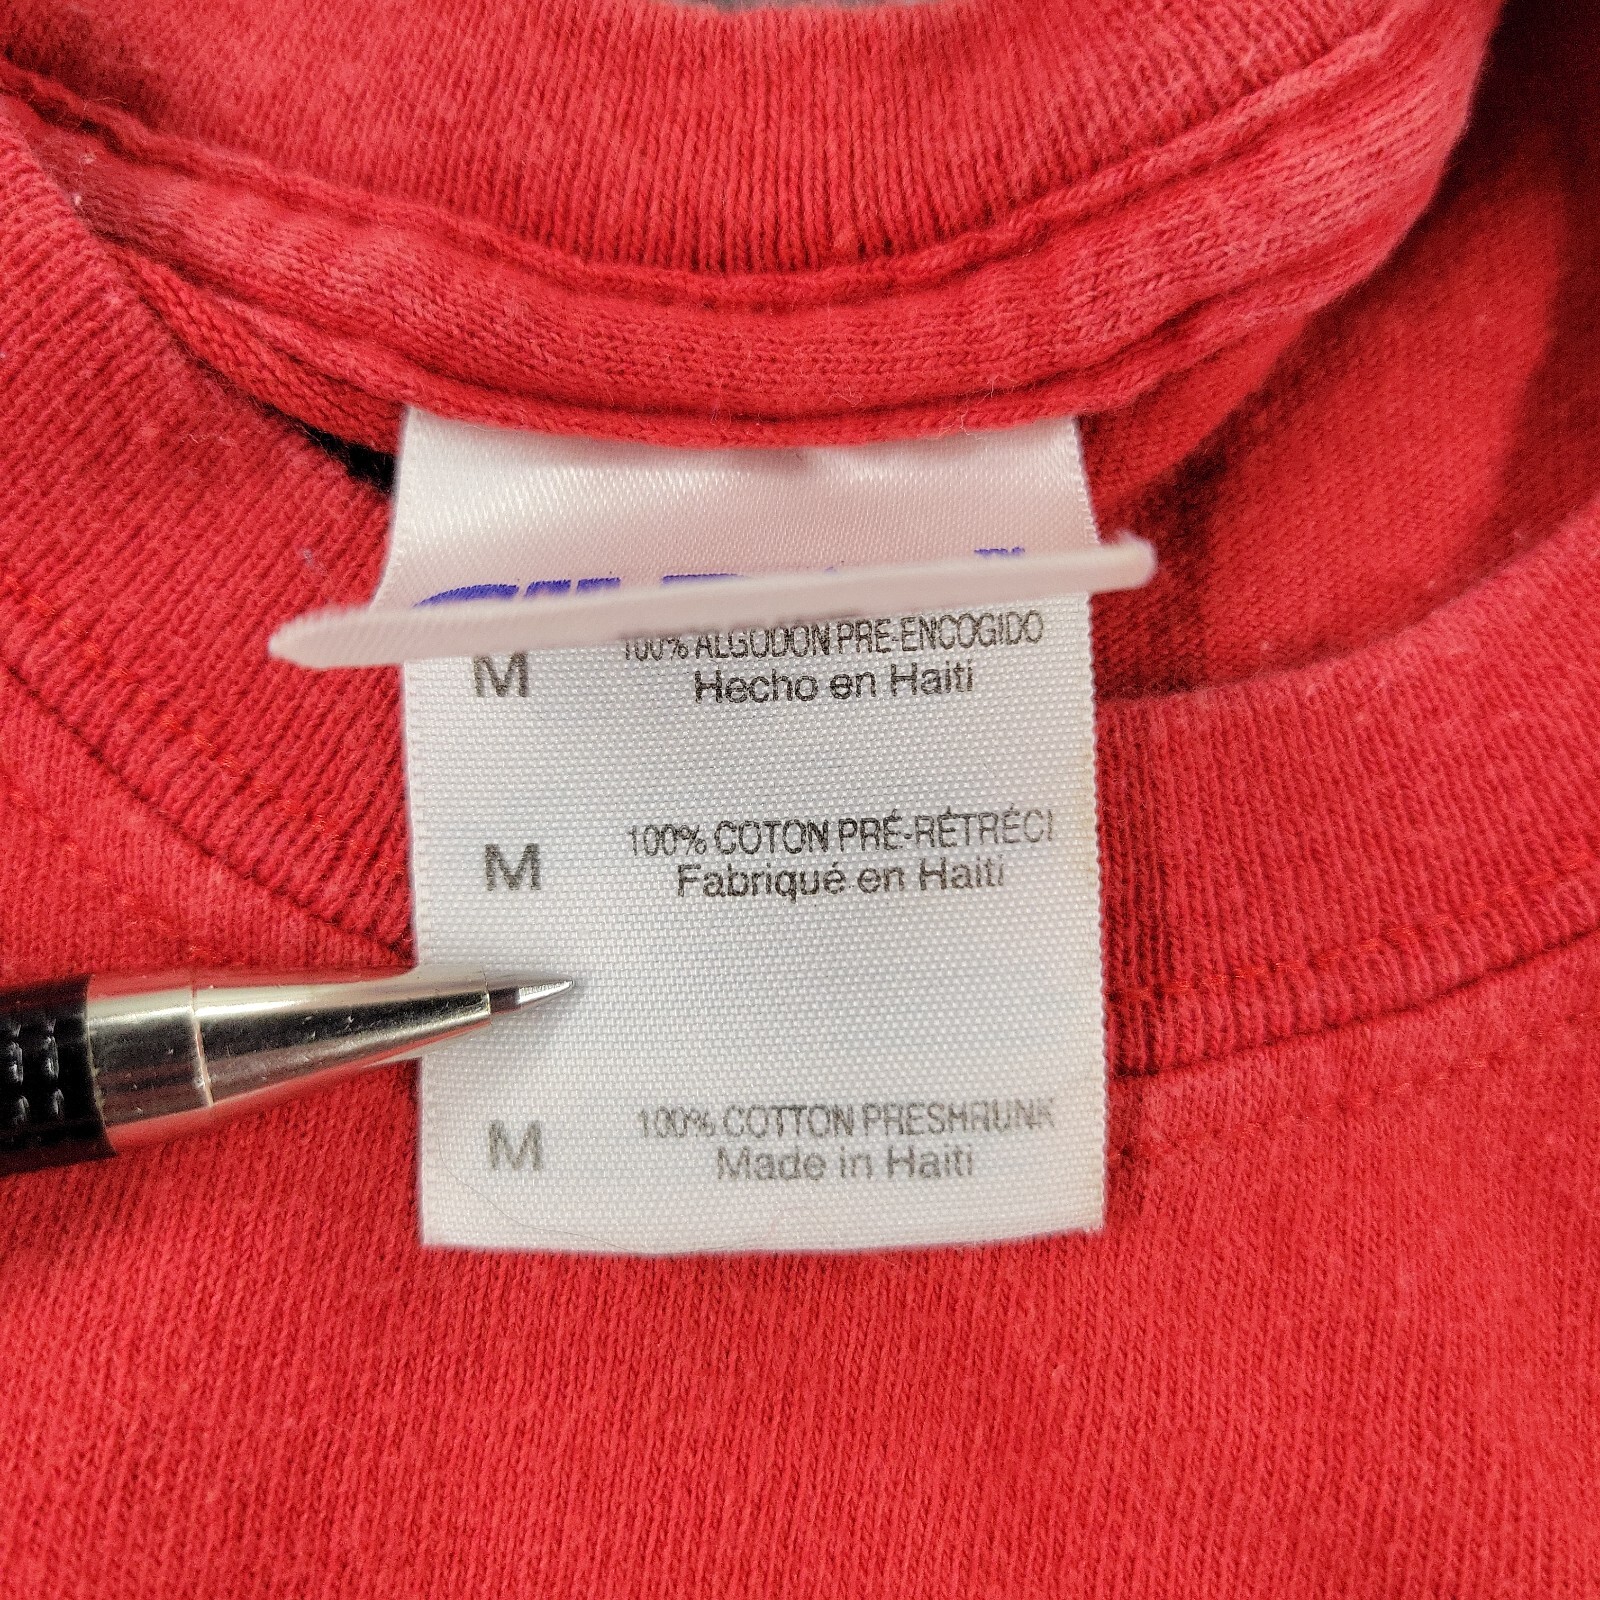 ™
M 100% ALGODON PRE-ENCOGIDO
Hecho en Haiti
M 100% COTON PRÉ-RÉTRÉCI
Fabriqué en Haiti
M 100% COTTON PRESHRUNK
Made in Haiti